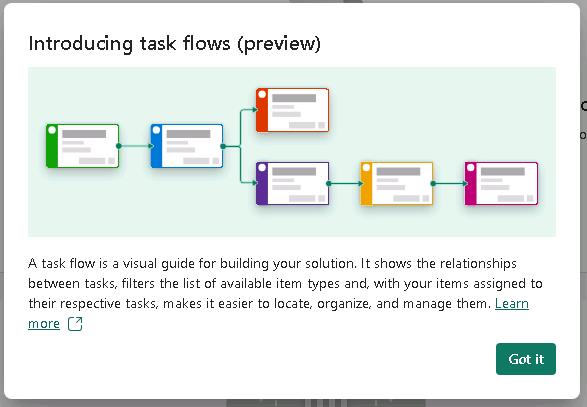 Introducing task flows (preview)
A task flow is a visual guide for building your solution. It shows the relationships
between tasks, filters the list of available item types and, with your items assigned to
their respective tasks, makes it easier to locate, organize, and manage them. Learn
more
Got it